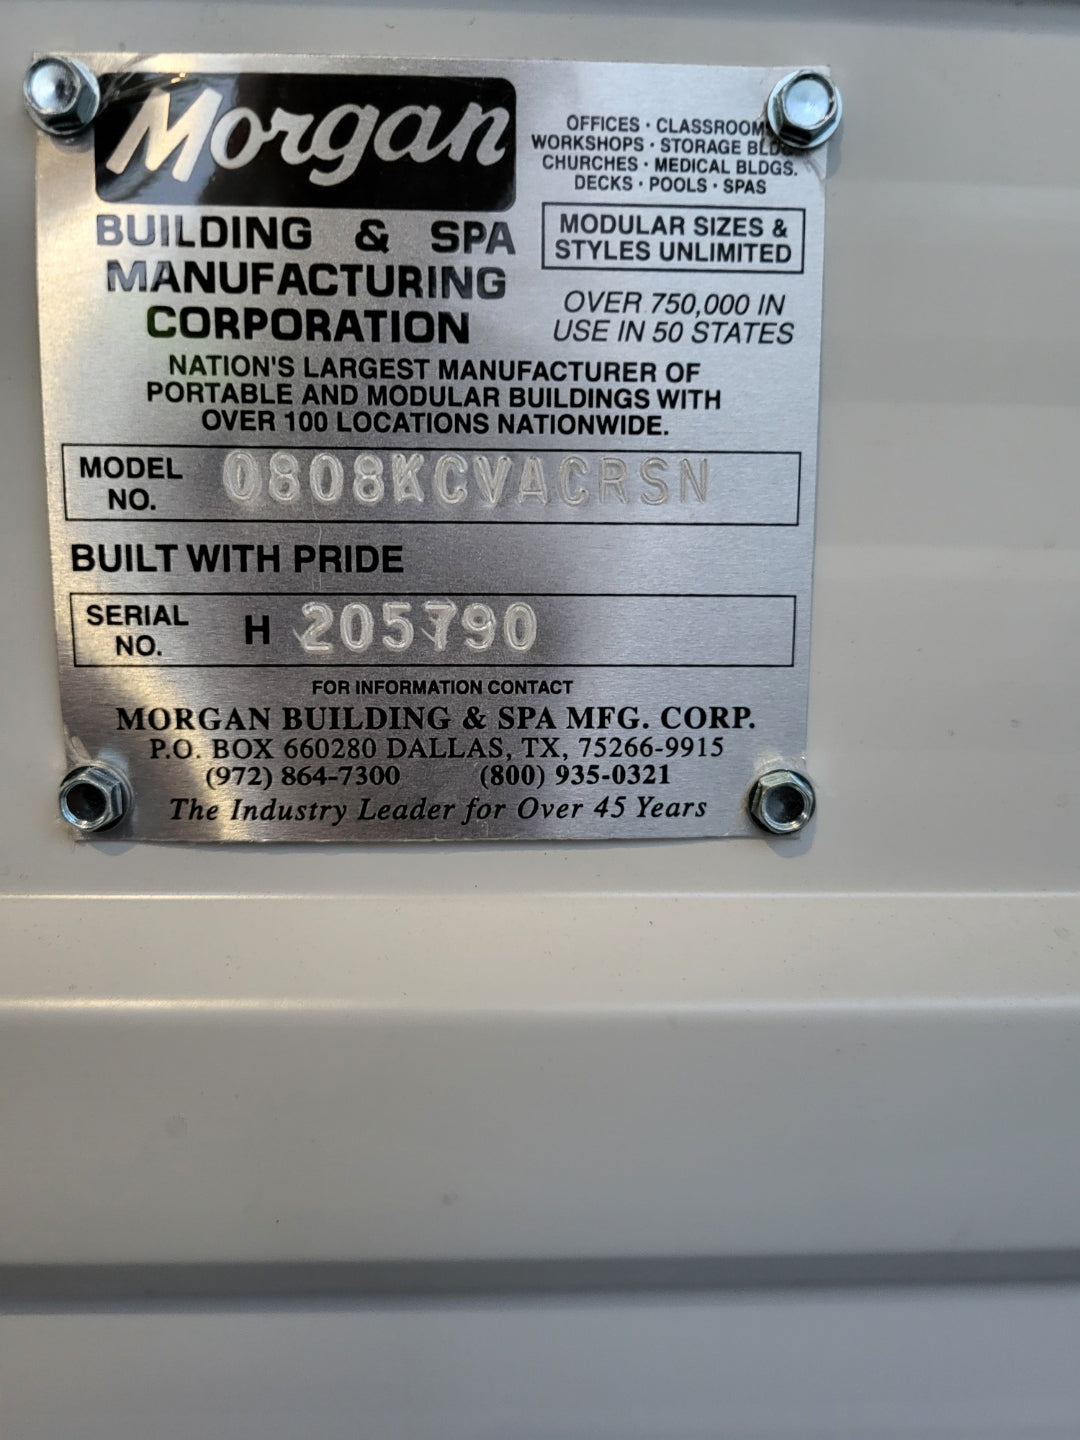 Morgan
BUILDING & SPA
MANUFACTURING
CORPORATION
OFFICES · CLASSROOMS
WORKSHOPS · STORAGE BLDGS.
CHURCHES · MEDICAL BLDGS.
DECKS · POOLS · SPAS
MODULAR SIZES &
STYLES UNLIMITED
OVER 750,000 IN
USE IN 50 STATES
NATION'S LARGEST MANUFACTURER OF
PORTABLE AND MODULAR BUILDINGS WITH
OVER 100 LOCATIONS NATIONWIDE.
MODEL NO. 0808KCVACRSN
BUILT WITH PRIDE
SERIAL NO. H 205790
FOR INFORMATION CONTACT
MORGAN BUILDING & SPA MFG. CORP.
P.O. BOX 660280 DALLAS, TX, 75266-9915
(972) 864-7300 (800) 935-0321
The Industry Leader for Over 45 Years